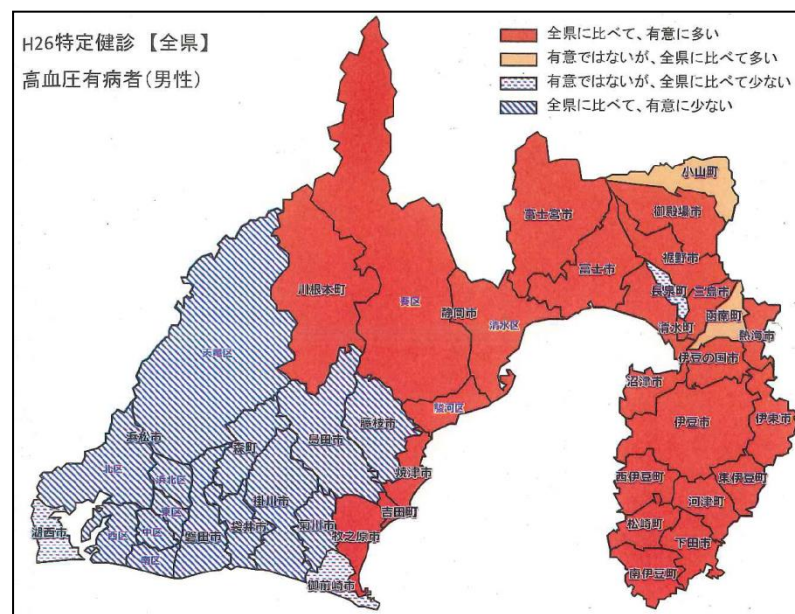 H26特定健診 【全県】
高血圧有病者(男性)
全県に比べて、有意に多い
有意ではないが、全県に比べて多い
有意ではないが、全県に比べて少ない
全県に比べて、有意に少ない
小山町
御殿場市
富士宮市
裾野市
富士市
長泉町
三島市
川根本町
葵区
静岡市
清水区
函南町
清水町
熱海市
伊豆の国市
沼津市
天竜区
駿河区
伊豆市
伊東市
浜松市
森町
島田市
藤枝市
焼津市
西伊豆町
東伊豆町
北区
浜北区
掛川市
吉田町
河津町
湖西市
西区
中区
東区
磐田市
袋井市
菊川市
牧之原市
松崎町
下田市
南区
御前崎市
南伊豆町